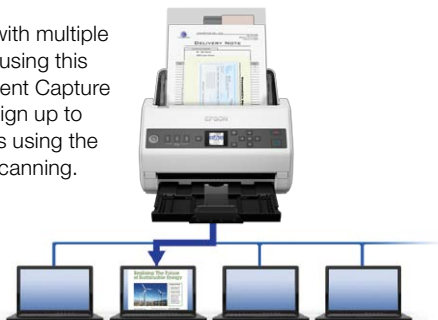 with multiple
using this
ent Capture
ign up to
s using the
canning.
DELIVERY NOTE
EPSON
Analysing The Future
of Sustainable Energy